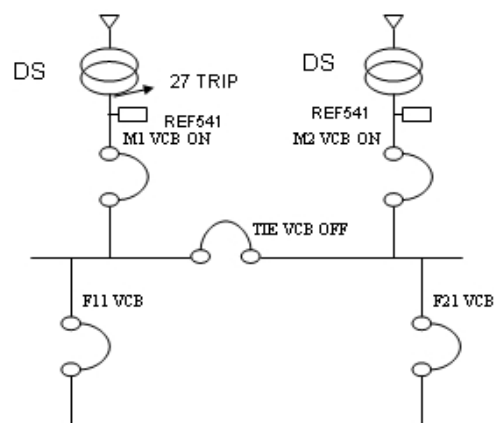 DS
DS
27 TRIP
REF541
REF541
M1 VCB ON
M2 VCB ON
TIE VCB OFF
F11 VCB
F21 VCB